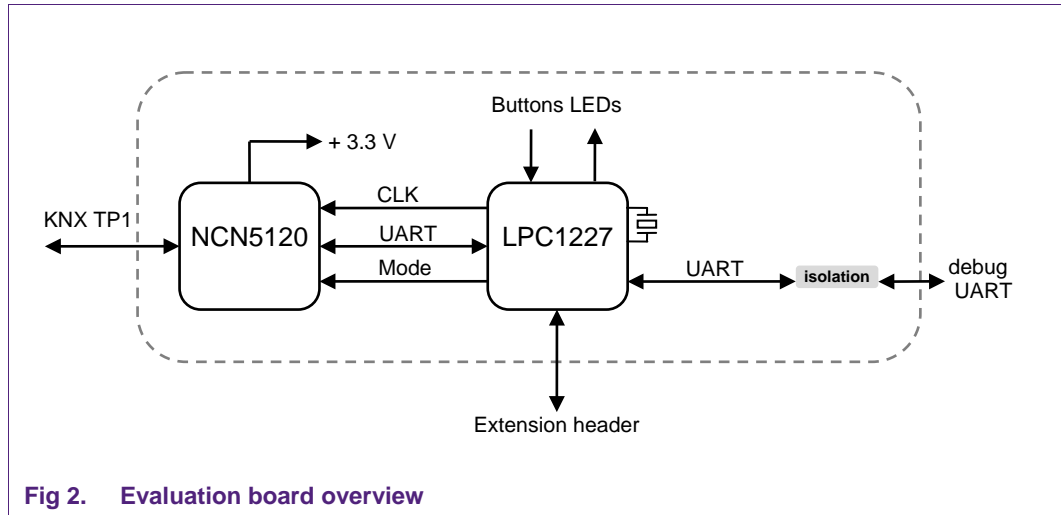 Buttons LEDs
+ 3.3 V
KNX TP1
NCN5120
CLK
UART
Mode
LPC1227
UART
isolation
debug
UART
Extension header
Fig 2. Evaluation board overview